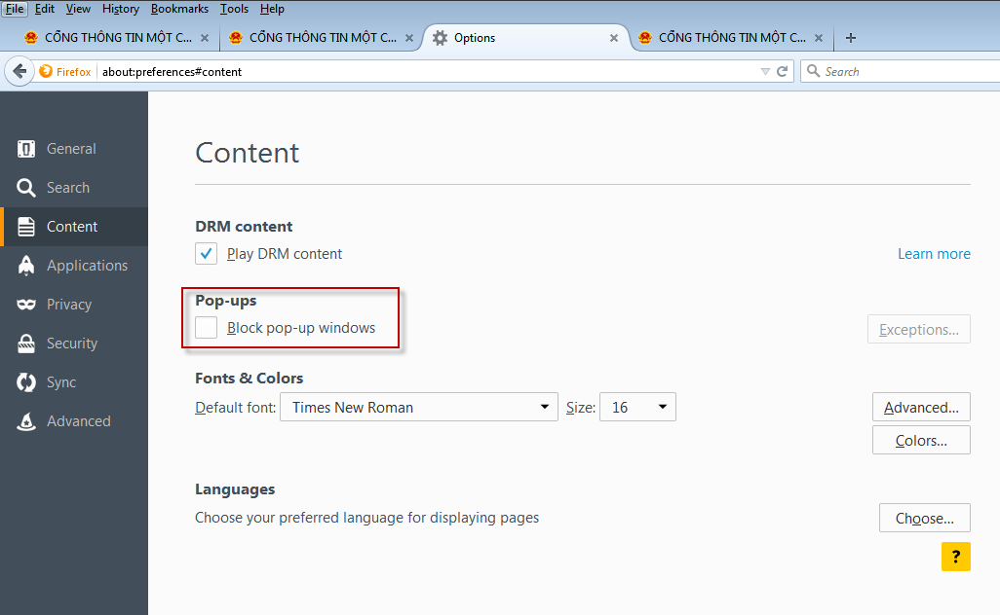 File Edit View History Bookmarks Tools Help
CỔNG THÔNG TIN MỘT C... CỔNG THÔNG TIN MỘT C... Options CỔNG THÔNG TIN MỘT C...
Firefox about:preferences#content Search
General
Search
Content
Applications
Privacy
Security
Sync
Advanced
Content
DRM content
Play DRM content Learn more
Pop-ups
Block pop-up windows Exceptions...
Fonts & Colors
Default font: Times New Roman Size: 16 Advanced...
Colors...
Languages
Choose your preferred language for displaying pages Choose...
?